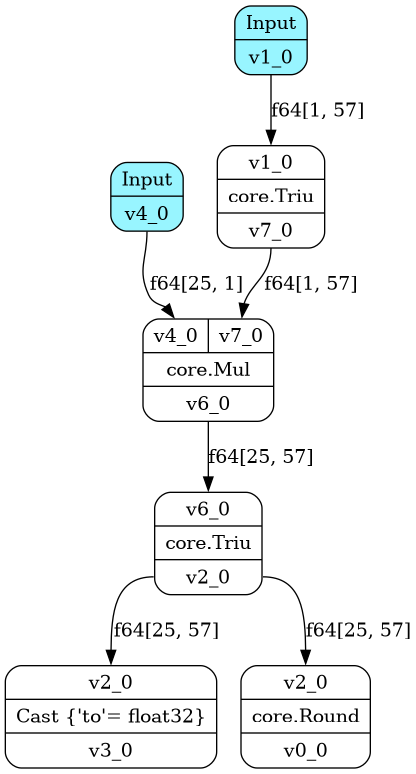 Input
v1_0
f64[1, 57]
v1_0
core.Triu
v7_0
Input
v4_0
f64[25, 1]
f64[1, 57]
v4_0 v7_0
core.Mul
v6_0
f64[25, 57]
v6_0
core.Triu
v2_0
f64[25, 57]
f64[25, 57]
v2_0
Cast {'to'= float32}
v3_0
v2_0
core.Round
v0_0